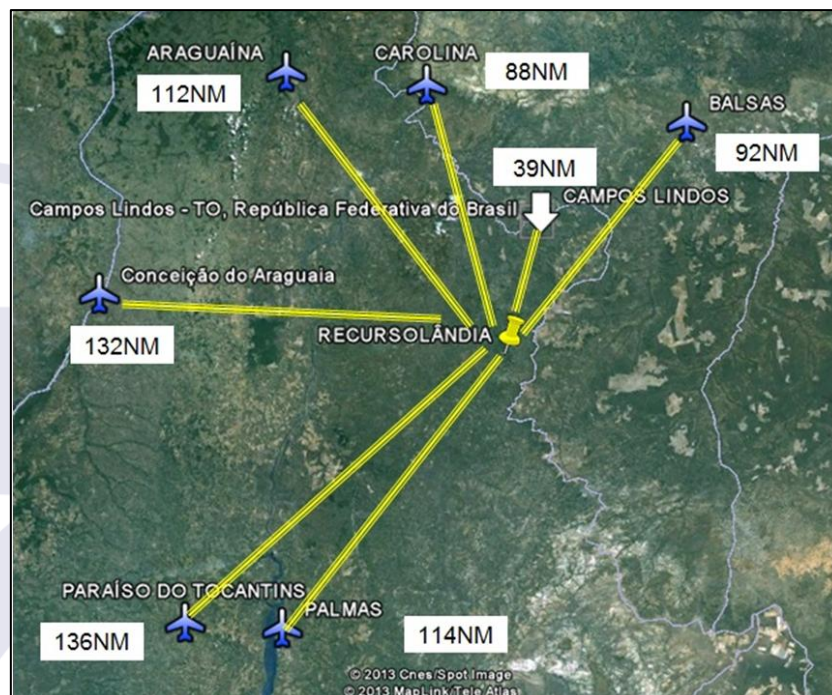 ARAGUAÍNA
CAROLINA
88NM
112NM
BALSAS
92NM
39NM
CAMPOS LINDOS
Campos Lindos - TO, República Federativa do Brasil
Conceição do Araguaia
132NM
RECURSOLÂNDIA
PARAÍSO DO TOCANTINS
PALMAS
136NM
114NM
© 2013 Cnes/Spot Image
© 2013 MapLink/Tele Atlas